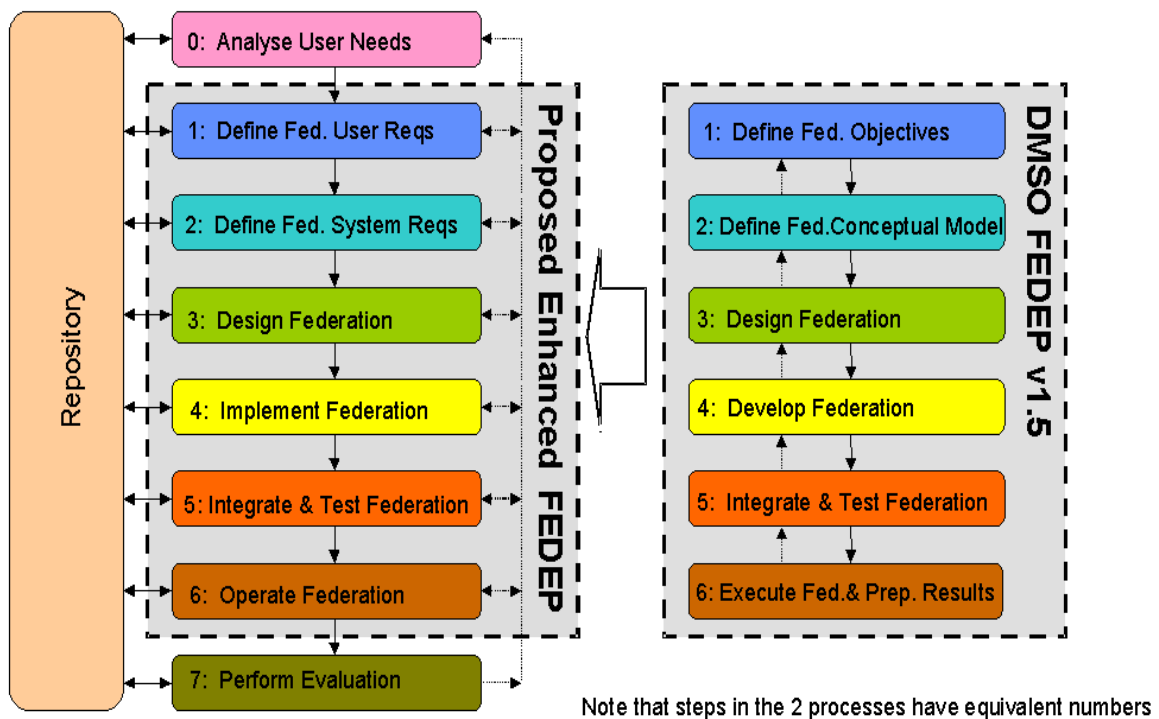 Repository
0: Analyse User Needs
Proposed Enhanced FEDEP
1: Define Fed. User Reqs
2: Define Fed. System Reqs
3: Design Federation
4: Implement Federation
5: Integrate & Test Federation
6: Operate Federation
7: Perform Evaluation
DMSO FEDEP v1.5
1: Define Fed. Objectives
2: Define Fed.Conceptual Model
3: Design Federation
4: Develop Federation
5: Integrate & Test Federation
6: Execute Fed.& Prep. Results
Note that steps in the 2 processes have equivalent numbers